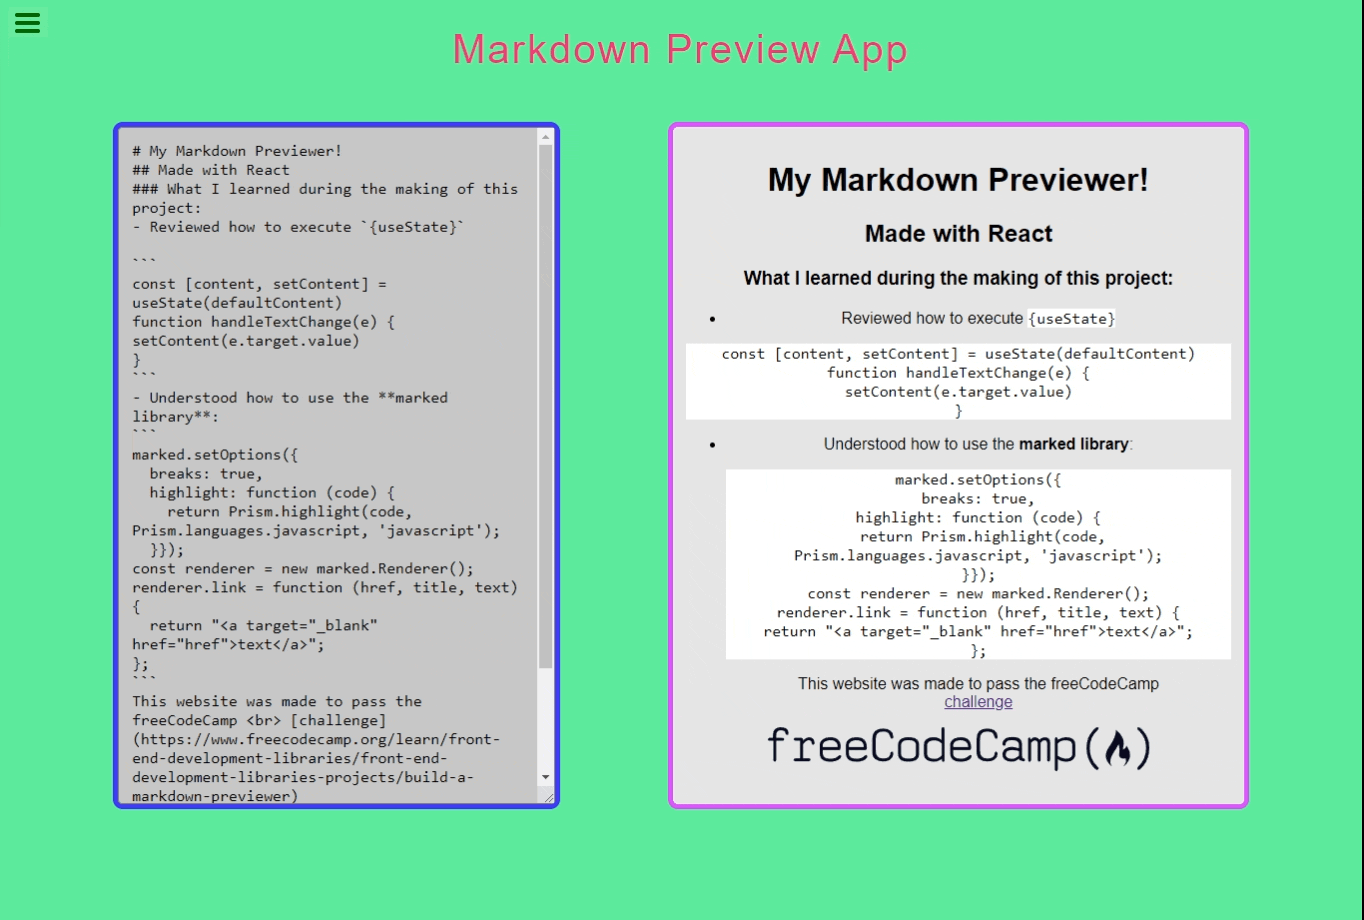 Markdown Preview App
# My Markdown Previewer!
## Made with React
### What I learned during the making of this
project:
- Reviewed how to execute `{useState}`
```
const [content, setContent] =
useState(defaultContent)
function handleTextChange(e) {
setContent(e.target.value)
}
```
- Understood how to use the **marked
library**:
```
marked.setOptions({
  breaks: true,
  highlight: function (code) {
    return Prism.highlight(code,
Prism.languages.javascript, 'javascript');
  }});
const renderer = new marked.Renderer();
renderer.link = function (href, title, text)
{
  return "<a target="_blank"
href="href">text</a>";
};
```
This website was made to pass the
freeCodeCamp <br> [challenge]
(https://www.freecodecamp.org/learn/front-
end-development-libraries/front-end-
development-libraries-projects/build-a-
markdown-previewer)
My Markdown Previewer!
Made with React
What I learned during the making of this project:
• Reviewed how to execute {useState}
const [content, setContent] = useState(defaultContent)
function handleTextChange(e) {
setContent(e.target.value)
}
• Understood how to use the marked library:
marked.setOptions({
breaks: true,
highlight: function (code) {
return Prism.highlight(code,
Prism.languages.javascript, 'javascript');
}});
const renderer = new marked.Renderer();
renderer.link = function (href, title, text) {
return "<a target="_blank" href="href">text</a>";
};
This website was made to pass the freeCodeCamp
challenge
freeCodeCamp